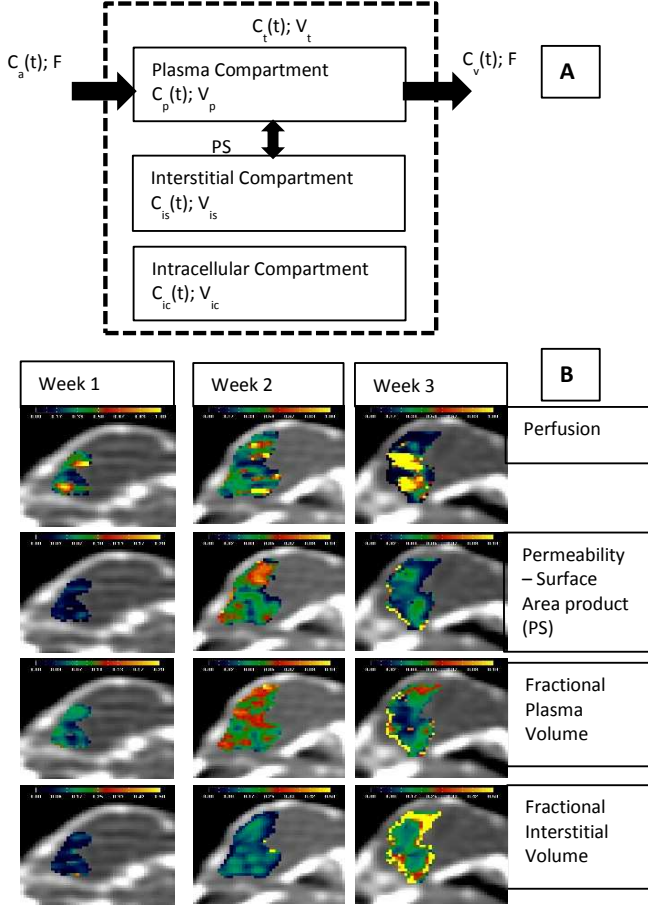 C_t(t); V_t
C_a(t); F
C_v(t); F
A
Plasma Compartment
C_p(t); V_p
PS
Interstitial Compartment
C_is(t); V_is
Intracellular Compartment
C_ic(t); V_ic
B
Week 1
Week 2
Week 3
Perfusion
Permeability
– Surface
Area product
(PS)
Fractional
Plasma
Volume
Fractional
Interstitial
Volume